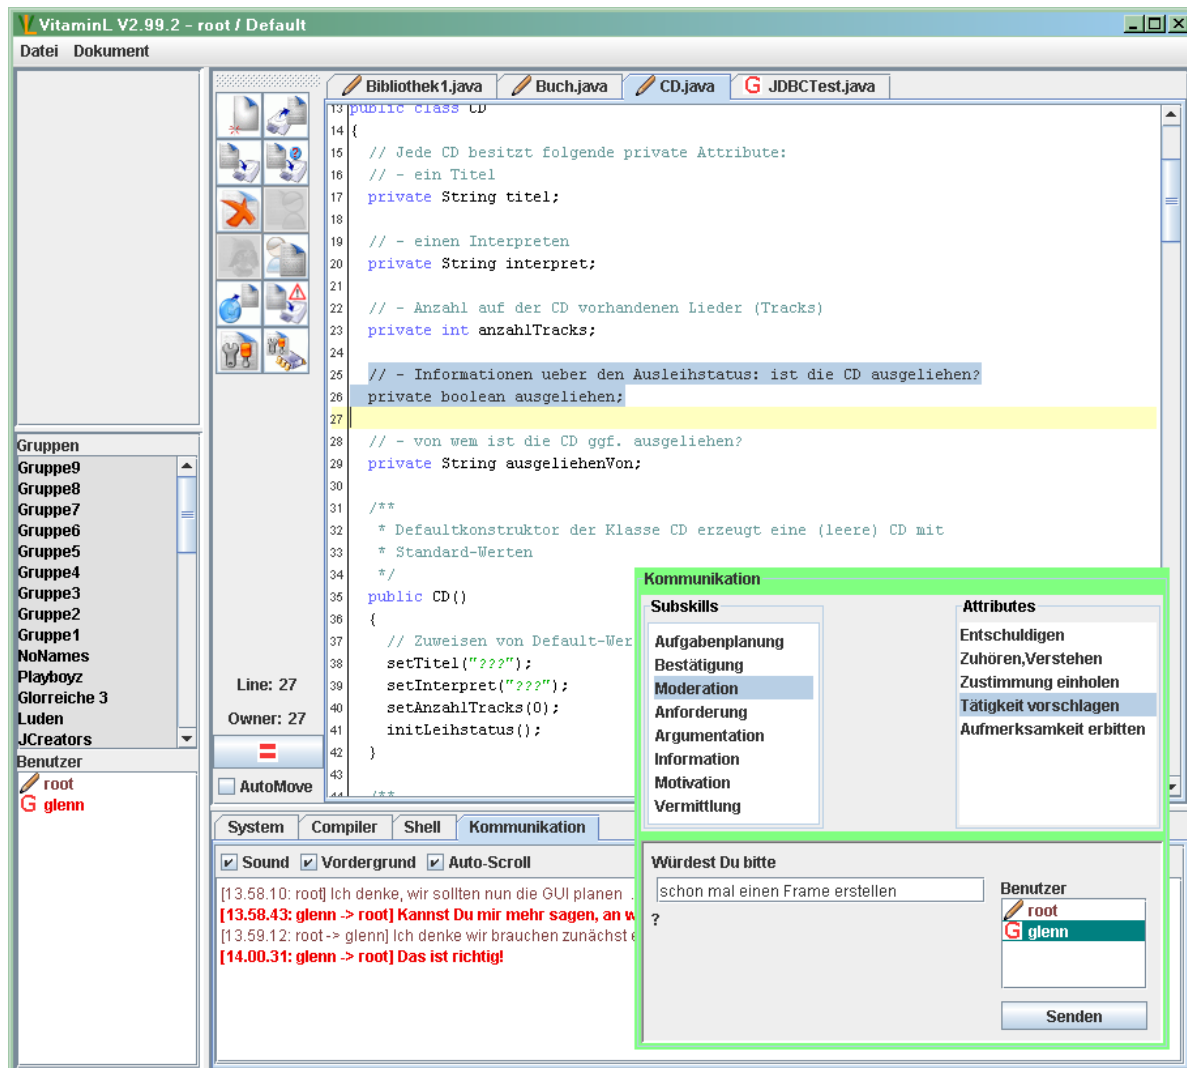 VitaminL V2.99.2 – root / Default
Datei Dokument
Bibliothek1.java Buch.java CD.java G JDBCTest.java
13 public class CD
14 {
15 // Jede CD besitzt folgende private Attribute:
16 // - ein Titel
17 private String titel;
18
19 // - einen Interpreten
20 private String interpret;
21
22 // - Anzahl auf der CD vorhandenen Lieder (Tracks)
23 private int anzahlTracks;
24
25 // - Informationen ueber den Ausleihstatus: ist die CD ausgeliehen?
26 private boolean ausgeliehen;
27
28 // - von wem ist die CD ggf. ausgeliehen?
29 private String ausgeliehenVon;
30
31 /**
32 * Defaultkonstruktor der Klasse CD erzeugt eine (leere) CD mit
33 * Standard-Werten
34 */
35 public CD()
36 {
37 // Zuweisen von Default-Wer
38 setTitel("???");
39 setInterpret("???");
40 setAnzahlTracks(0);
41 initLeihstatus();
42 }
43
44 /**
Gruppen
Gruppe9
Gruppe8
Gruppe7
Gruppe6
Gruppe5
Gruppe4
Gruppe3
Gruppe2
Gruppe1
NoNames
Playboyz
Glorreiche 3
Luden
JCreators
Benutzer
root
G glenn
Line: 27
Owner: 27
=
AutoMove
System Compiler Shell Kommunikation
Sound Vordergrund Auto-Scroll
[13.58.10: root] Ich denke, wir sollten nun die GUI planen .
[13.58.43: glenn -> root] Kannst Du mir mehr sagen, an w
[13.59.12: root -> glenn] Ich denke wir brauchen zunächst e
[14.00.31: glenn -> root] Das ist richtig!
Kommunikation
Subskills
Aufgabenplanung
Bestätigung
Moderation
Anforderung
Argumentation
Information
Motivation
Vermittlung
Attributes
Entschuldigen
Zuhören,Verstehen
Zustimmung einholen
Tätigkeit vorschlagen
Aufmerksamkeit erbitten
Würdest Du bitte
schon mal einen Frame erstellen
?
Benutzer
root
G glenn
Senden